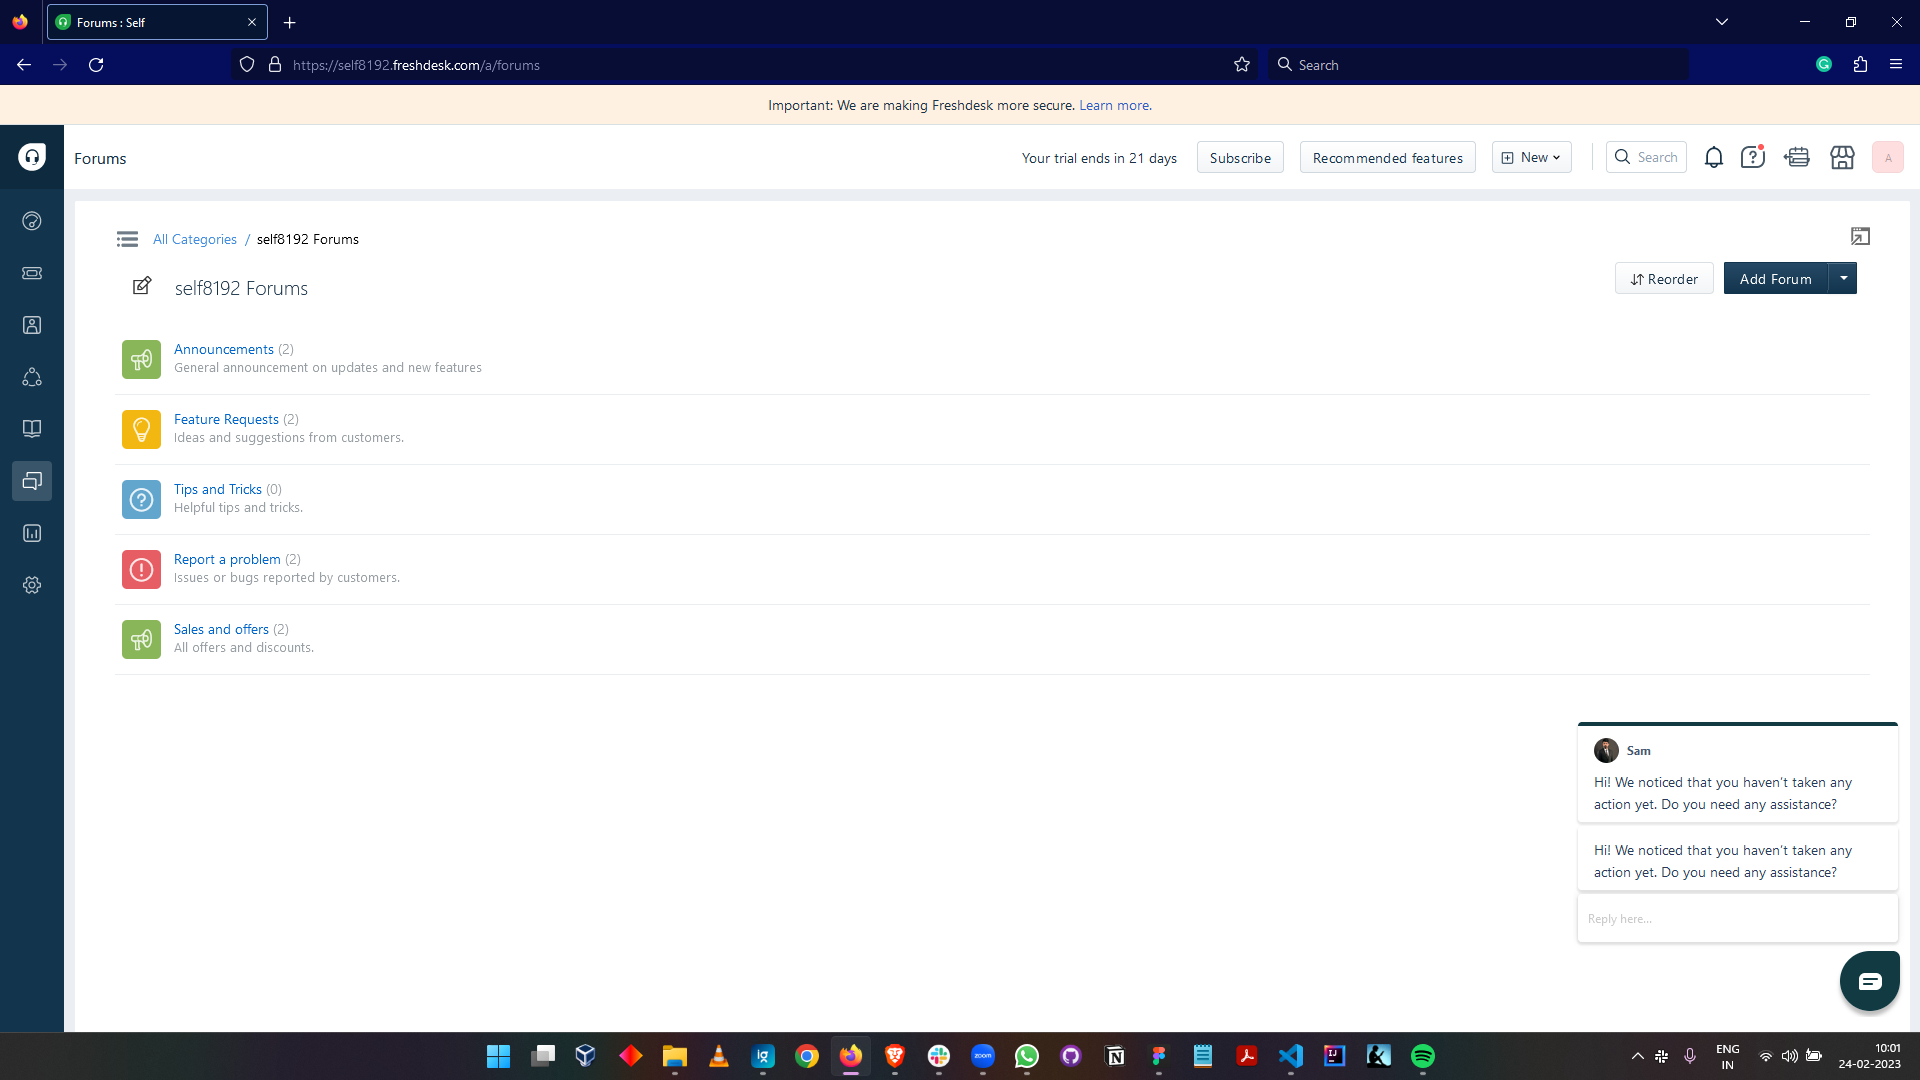 Forums : Self
https://self8192.freshdesk.com/a/forums
Search
Important: We are making Freshdesk more secure. Learn more.
Forums
Your trial ends in 21 days
Subscribe
Recommended features
New
Search
A
All Categories / self8192 Forums
self8192 Forums
Reorder
Add Forum
Announcements (2)
General announcement on updates and new features
Feature Requests (2)
Ideas and suggestions from customers.
Tips and Tricks (0)
Helpful tips and tricks.
Report a problem (2)
Issues or bugs reported by customers.
Sales and offers (2)
All offers and discounts.
Sam
Hi! We noticed that you haven't taken any
action yet. Do you need any assistance?
Hi! We noticed that you haven't taken any
action yet. Do you need any assistance?
Reply here...
ig
zoom
ENG
IN
10:01
24-02-2023